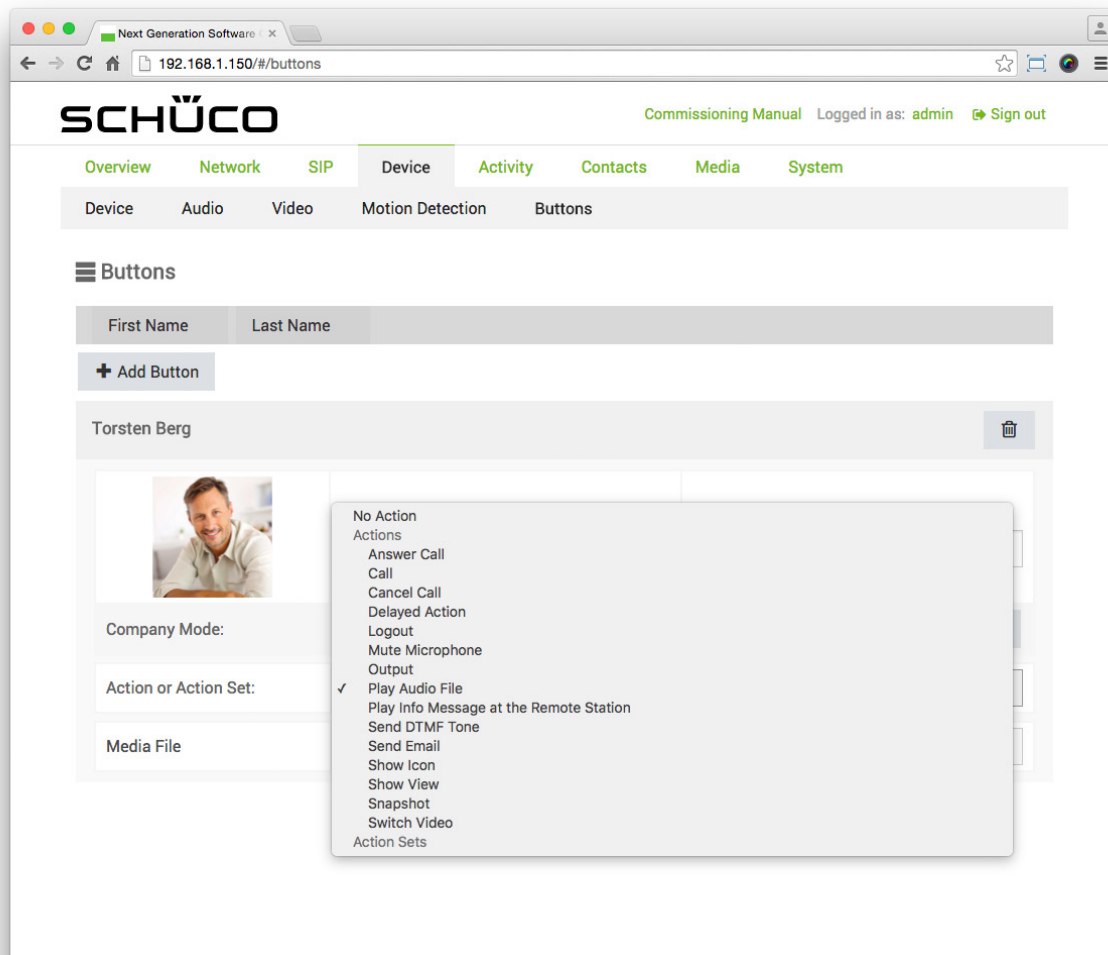 Next Generation Software
192.168.1.150/#/buttons
SCHÜCO
Commissioning Manual Logged in as: admin Sign out
Overview Network SIP Device Activity Contacts Media System
Device Audio Video Motion Detection Buttons
Buttons
First Name Last Name
Add Button
Torsten Berg
No Action
Actions
Answer Call
Call
Cancel Call
Delayed Action
Company Mode:
Logout
Mute Microphone
Output
Action or Action Set:
✓ Play Audio File
Play Info Message at the Remote Station
Send DTMF Tone
Media File
Send Email
Show Icon
Show View
Snapshot
Switch Video
Action Sets